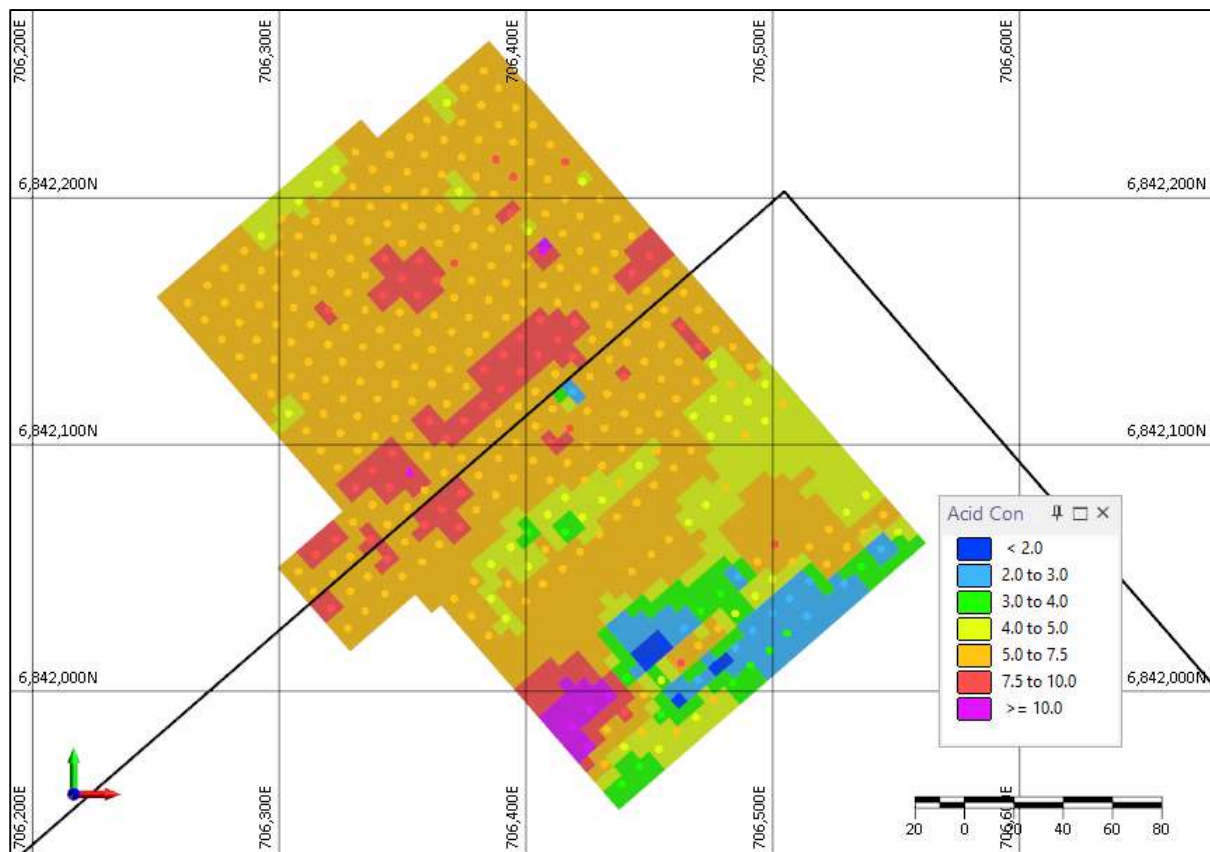 706,200E
706,300E
706,400E
706,500E
706,600E
6,842,200N
6,842,200N
6,842,100N
6,842,100N
Acid Con
< 2.0
2.0 to 3.0
3.0 to 4.0
4.0 to 5.0
5.0 to 7.5
7.5 to 10.0
>= 10.0
6,842,000N
6,842,000N
706,200E
706,300E
706,400E
706,500E
20 0 20 40 60 80